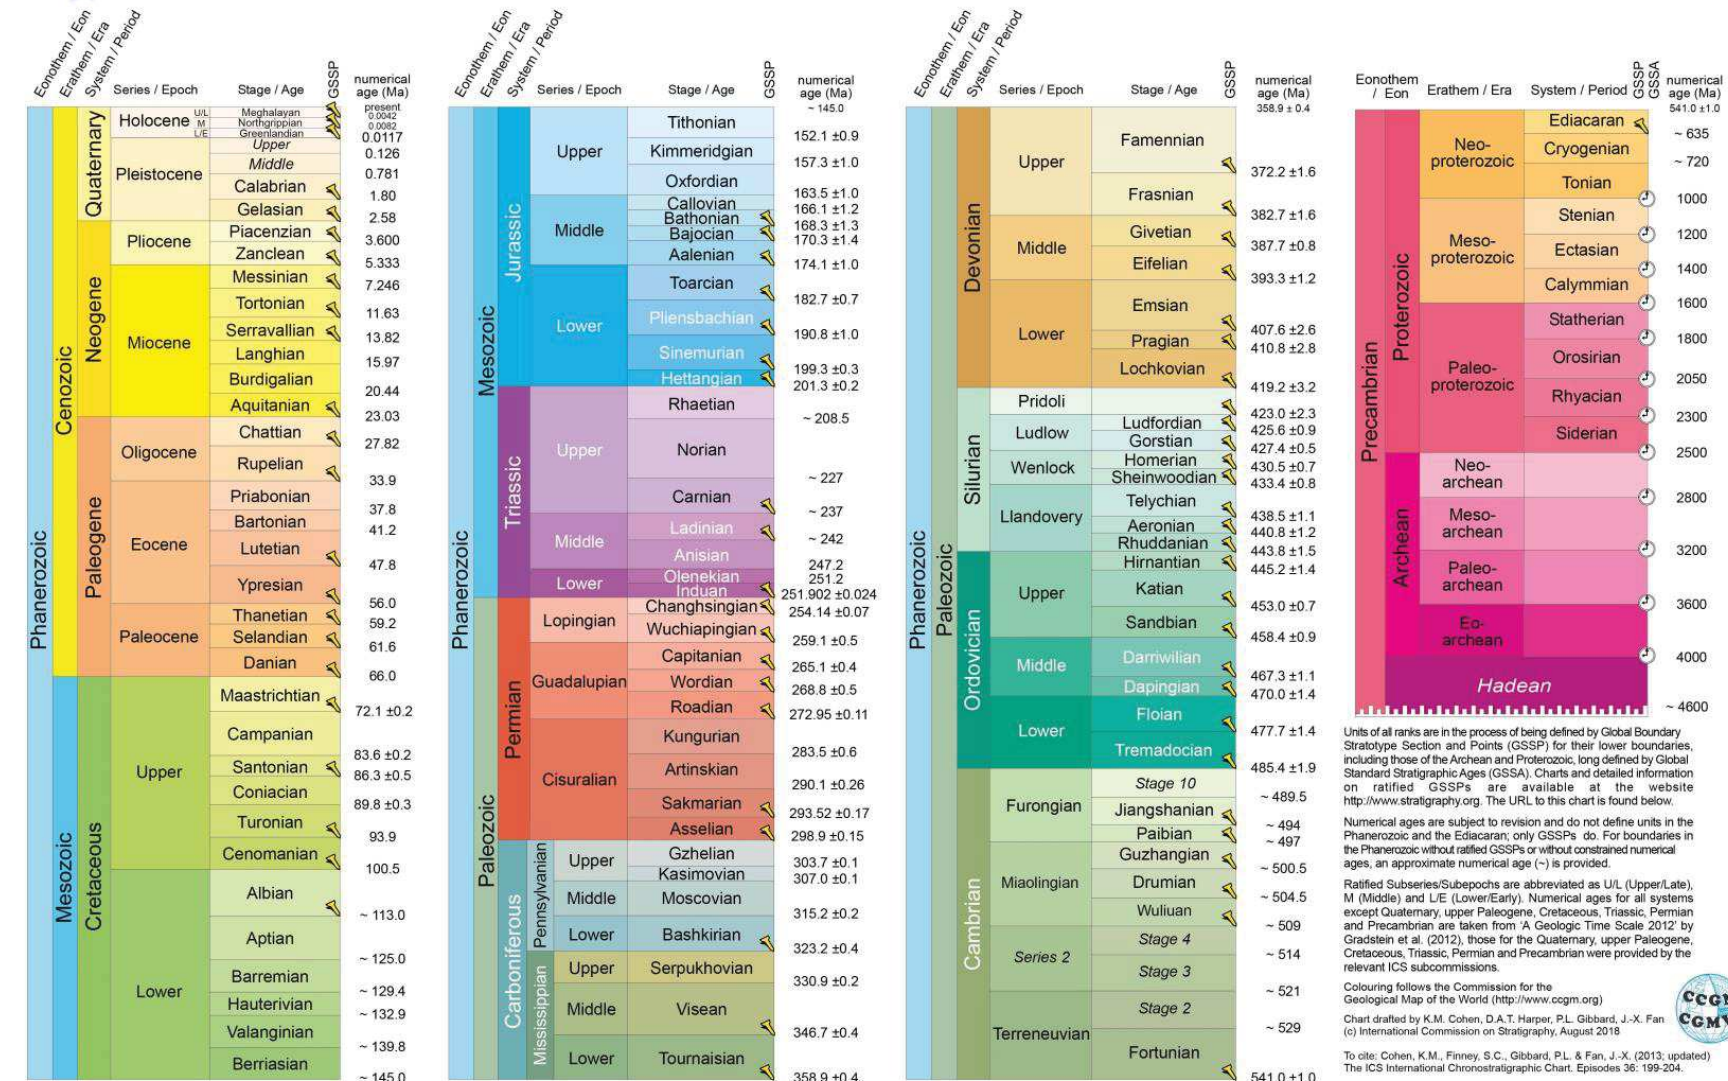 Eonothem / Eon
Erathem / Era
System / Period
Series / Epoch
Stage / Age
GSSP
numerical
age (Ma)
Phanerozoic
Cenozoic
Mesozoic
Quaternary
Neogene
Paleogene
Cretaceous
Holocene U/L
M
L/E
Pleistocene
Pliocene
Miocene
Oligocene
Eocene
Paleocene
Upper
Lower
Meghalayan
Northgrippian
Greenlandian
Upper
Middle
Calabrian
Gelasian
Piacenzian
Zanclean
Messinian
Tortonian
Serravallian
Langhian
Burdigalian
Aquitanian
Chattian
Rupelian
Priabonian
Bartonian
Lutetian
Ypresian
Thanetian
Selandian
Danian
Maastrichtian
Campanian
Santonian
Coniacian
Turonian
Cenomanian
Albian
Aptian
Barremian
Hauterivian
Valanginian
Berriasian
present
0.0042
0.0082
0.0117
0.126
0.781
1.80
2.58
3.600
5.333
7.246
11.63
13.82
15.97
20.44
23.03
27.82
33.9
37.8
41.2
47.8
56.0
59.2
61.6
66.0
72.1 ±0.2
83.6 ±0.2
86.3 ±0.5
89.8 ±0.3
93.9
100.5
~ 113.0
~ 125.0
~ 129.4
~ 132.9
~ 139.8
~ 145.0
Eonothem / Eon
Erathem / Era
System / Period
Series / Epoch
Stage / Age
GSSP
numerical
age (Ma)
Phanerozoic
Mesozoic
Paleozoic
Jurassic
Triassic
Permian
Carboniferous
Pennsylvanian
Mississippian
Upper
Middle
Lower
Upper
Middle
Lower
Lopingian
Guadalupian
Cisuralian
Upper
Middle
Lower
Upper
Middle
Lower
Tithonian
Kimmeridgian
Oxfordian
Callovian
Bathonian
Bajocian
Aalenian
Toarcian
Pliensbachian
Sinemurian
Hettangian
Rhaetian
Norian
Carnian
Ladinian
Anisian
Olenekian
Induan
Changhsingian
Wuchiapingian
Capitanian
Wordian
Roadian
Kungurian
Artinskian
Sakmarian
Asselian
Gzhelian
Kasimovian
Moscovian
Bashkirian
Serpukhovian
Visean
Tournaisian
~ 145.0
152.1 ±0.9
157.3 ±1.0
163.5 ±1.0
166.1 ±1.2
168.3 ±1.3
170.3 ±1.4
174.1 ±1.0
182.7 ±0.7
190.8 ±1.0
199.3 ±0.3
201.3 ±0.2
~ 208.5
~ 227
~ 237
~ 242
247.2
251.2
251.902 ±0.024
254.14 ±0.07
259.1 ±0.5
265.1 ±0.4
268.8 ±0.5
272.95 ±0.11
283.5 ±0.6
290.1 ±0.26
293.52 ±0.17
298.9 ±0.15
303.7 ±0.1
307.0 ±0.1
315.2 ±0.2
323.2 ±0.4
330.9 ±0.2
346.7 ±0.4
358.9 ±0.4
Eonothem / Eon
Erathem / Era
System / Period
Series / Epoch
Stage / Age
GSSP
numerical
age (Ma)
Phanerozoic
Paleozoic
Devonian
Silurian
Ordovician
Cambrian
Upper
Middle
Lower
Pridoli
Ludlow
Wenlock
Llandovery
Upper
Middle
Lower
Furongian
Miaolingian
Series 2
Terreneuvian
Famennian
Frasnian
Givetian
Eifelian
Emsian
Pragian
Lochkovian
Ludfordian
Gorstian
Homerian
Sheinwoodian
Telychian
Aeronian
Rhuddanian
Hirnantian
Katian
Sandbian
Darriwilian
Dapingian
Floian
Tremadocian
Stage 10
Jiangshanian
Paibian
Guzhangian
Drumian
Wuliuan
Stage 4
Stage 3
Stage 2
Fortunian
358.9 ± 0.4
372.2 ±1.6
382.7 ±1.6
387.7 ±0.8
393.3 ±1.2
407.6 ±2.6
410.8 ±2.8
419.2 ±3.2
423.0 ±2.3
425.6 ±0.9
427.4 ±0.5
430.5 ±0.7
433.4 ±0.8
438.5 ±1.1
440.8 ±1.2
443.8 ±1.5
445.2 ±1.4
453.0 ±0.7
458.4 ±0.9
467.3 ±1.1
470.0 ±1.4
477.7 ±1.4
485.4 ±1.9
~ 489.5
~ 494
~ 497
~ 500.5
~ 504.5
~ 509
~ 514
~ 521
~ 529
541.0 ±1.0
Eonothem
/ Eon
Erathem / Era
System / Period
GSSP
GSSA
numerical
age (Ma)
Precambrian
Proterozoic
Archean
Hadean
Neo-
proterozoic
Meso-
proterozoic
Paleo-
proterozoic
Neo-
archean
Meso-
archean
Paleo-
archean
Eo-
archean
Ediacaran
Cryogenian
Tonian
Stenian
Ectasian
Calymmian
Statherian
Orosirian
Rhyacian
Siderian
541.0 ±1.0
~ 635
~ 720
1000
1200
1400
1600
1800
2050
2300
2500
2800
3200
3600
4000
~ 4600
Units of all ranks are in the process of being defined by Global Boundary
Stratotype Section and Points (GSSP) for their lower boundaries,
including those of the Archean and Proterozoic, long defined by Global
Standard Stratigraphic Ages (GSSA). Charts and detailed information
on ratified GSSPs are available at the website
http://www.stratigraphy.org. The URL to this chart is found below.
Numerical ages are subject to revision and do not define units in the
Phanerozoic and the Ediacaran; only GSSPs do. For boundaries in
the Phanerozoic without ratified GSSPs or without constrained numerical
ages, an approximate numerical age (~) is provided.
Ratified Subseries/Subepochs are abbreviated as U/L (Upper/Late),
M (Middle) and L/E (Lower/Early). Numerical ages for all systems
except Quaternary, upper Paleogene, Cretaceous, Triassic, Permian
and Precambrian are taken from 'A Geologic Time Scale 2012' by
Gradstein et al. (2012), those for the Quaternary, upper Paleogene,
Cretaceous, Triassic, Permian and Precambrian were provided by the
relevant ICS subcommissions.
Colouring follows the Commission for the
Geological Map of the World (http://www.ccgm.org)
Chart drafted by K.M. Cohen, D.A.T. Harper, P.L. Gibbard, J.-X. Fan
(c) International Commission on Stratigraphy, August 2018
To cite: Cohen, K.M., Finney, S.C., Gibbard, P.L. & Fan, J.-X. (2013; updated)
The ICS International Chronostratigraphic Chart. Episodes 36: 199-204.